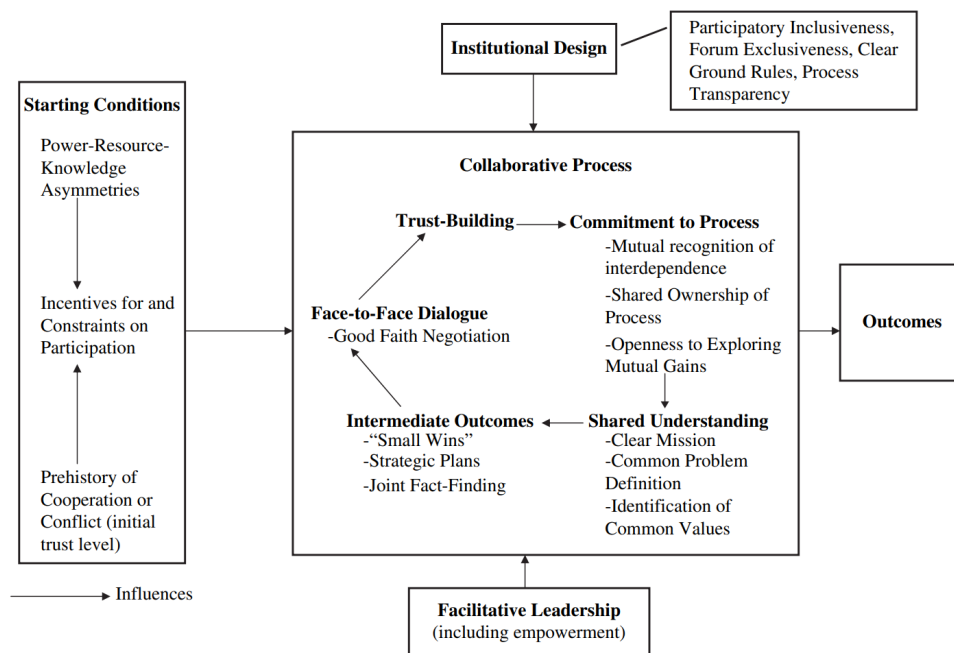 Institutional Design
Participatory Inclusiveness,
Forum Exclusiveness, Clear
Ground Rules, Process
Transparency
Starting Conditions
Power-Resource-
Knowledge
Asymmetries
Incentives for and
Constraints on
Participation
Prehistory of
Cooperation or
Conflict (initial
trust level)
Influences
Collaborative Process
Trust-Building
Commitment to Process
-Mutual recognition of
interdependence
-Shared Ownership of
Process
-Openness to Exploring
Mutual Gains
Face-to-Face Dialogue
-Good Faith Negotiation
Intermediate Outcomes
-“Small Wins”
-Strategic Plans
-Joint Fact-Finding
Shared Understanding
-Clear Mission
-Common Problem
Definition
-Identification of
Common Values
Outcomes
Facilitative Leadership
(including empowerment)